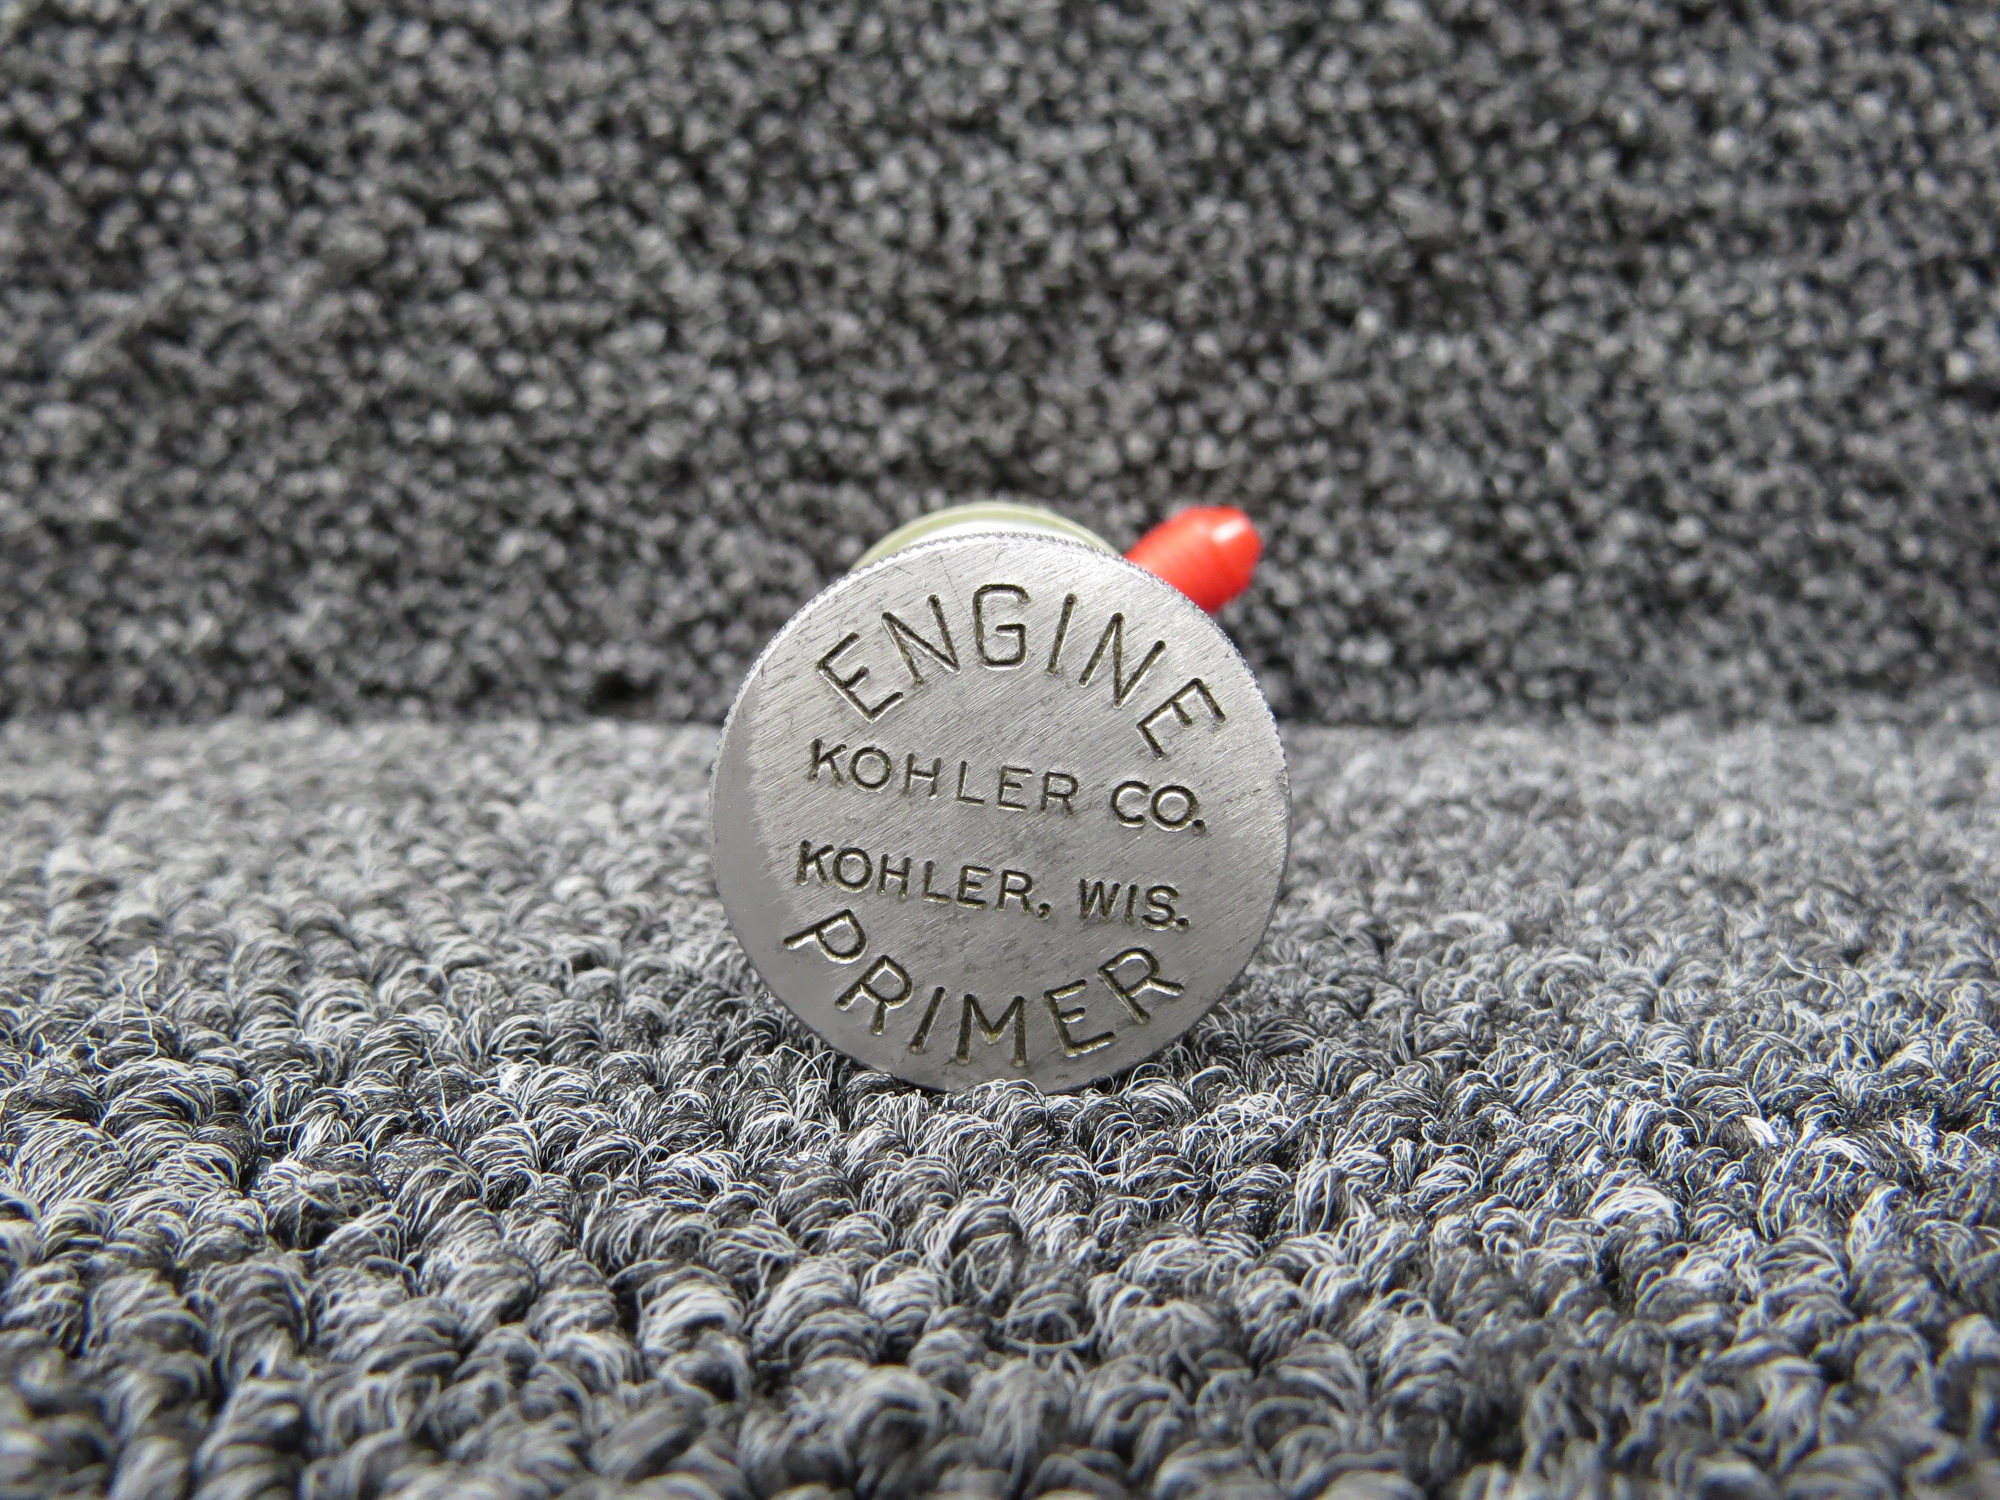 ENGINE
KOHLER CO.
KOHLER, WIS.
PRIMER